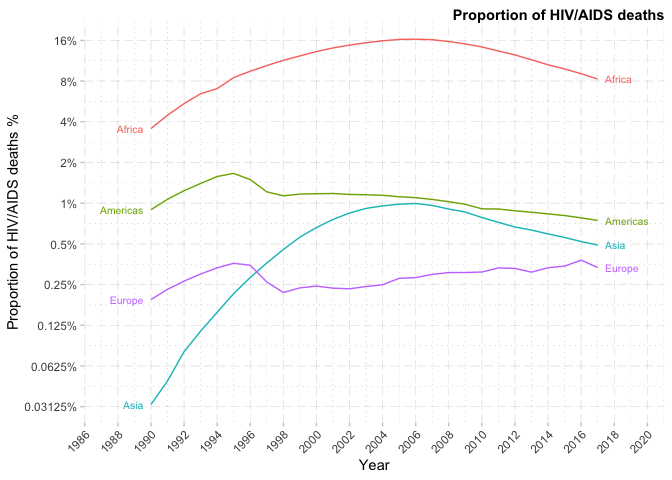 Proportion of HIV/AIDS deaths
Proportion of HIV/AIDS deaths %
16%
8%
4%
2%
1%
0.5%
0.25%
0.125%
0.0625%
0.03125%
Africa
Americas
Europe
Asia
Africa
Americas
Asia
Europe
1986 1988 1990 1992 1994 1996 1998 2000 2002 2004 2006 2008 2010 2012 2014 2016 2018 2020
Year